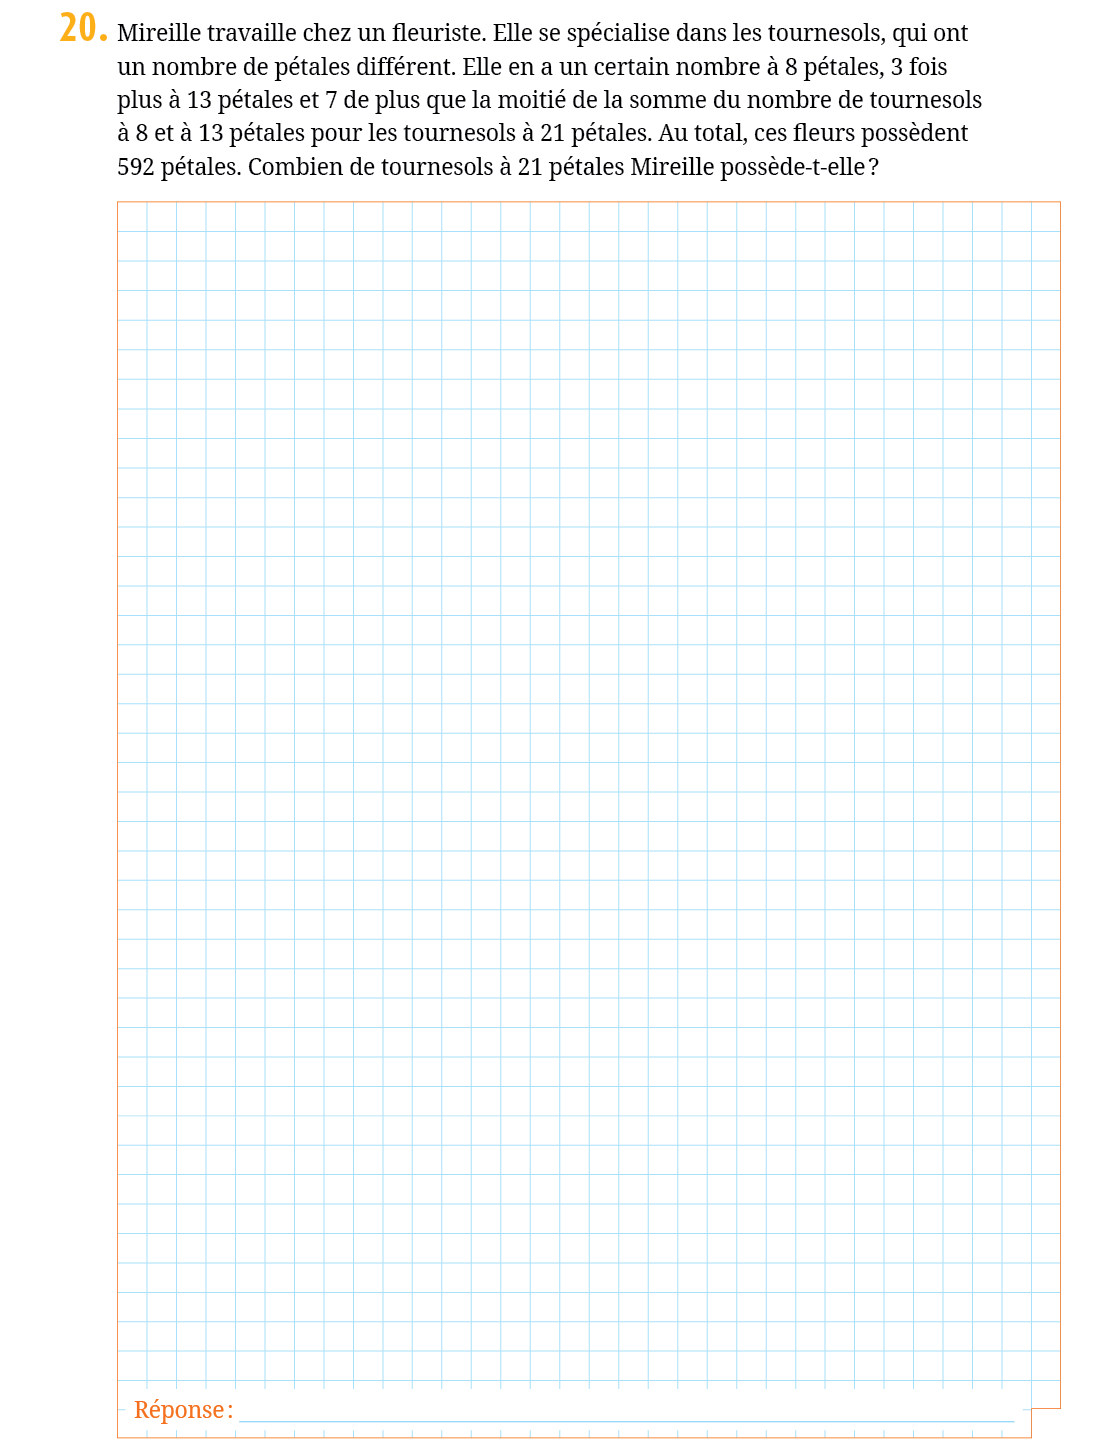 20. Mireille travaille chez un fleuriste. Elle se spécialise dans les tournesols, qui ont
un nombre de pétales différent. Elle en a un certain nombre à 8 pétales, 3 fois
plus à 13 pétales et 7 de plus que la moitié de la somme du nombre de tournesols
à 8 et à 13 pétales pour les tournesols à 21 pétales. Au total, ces fleurs possèdent
592 pétales. Combien de tournesols à 21 pétales Mireille possède-t-elle ?
Réponse :